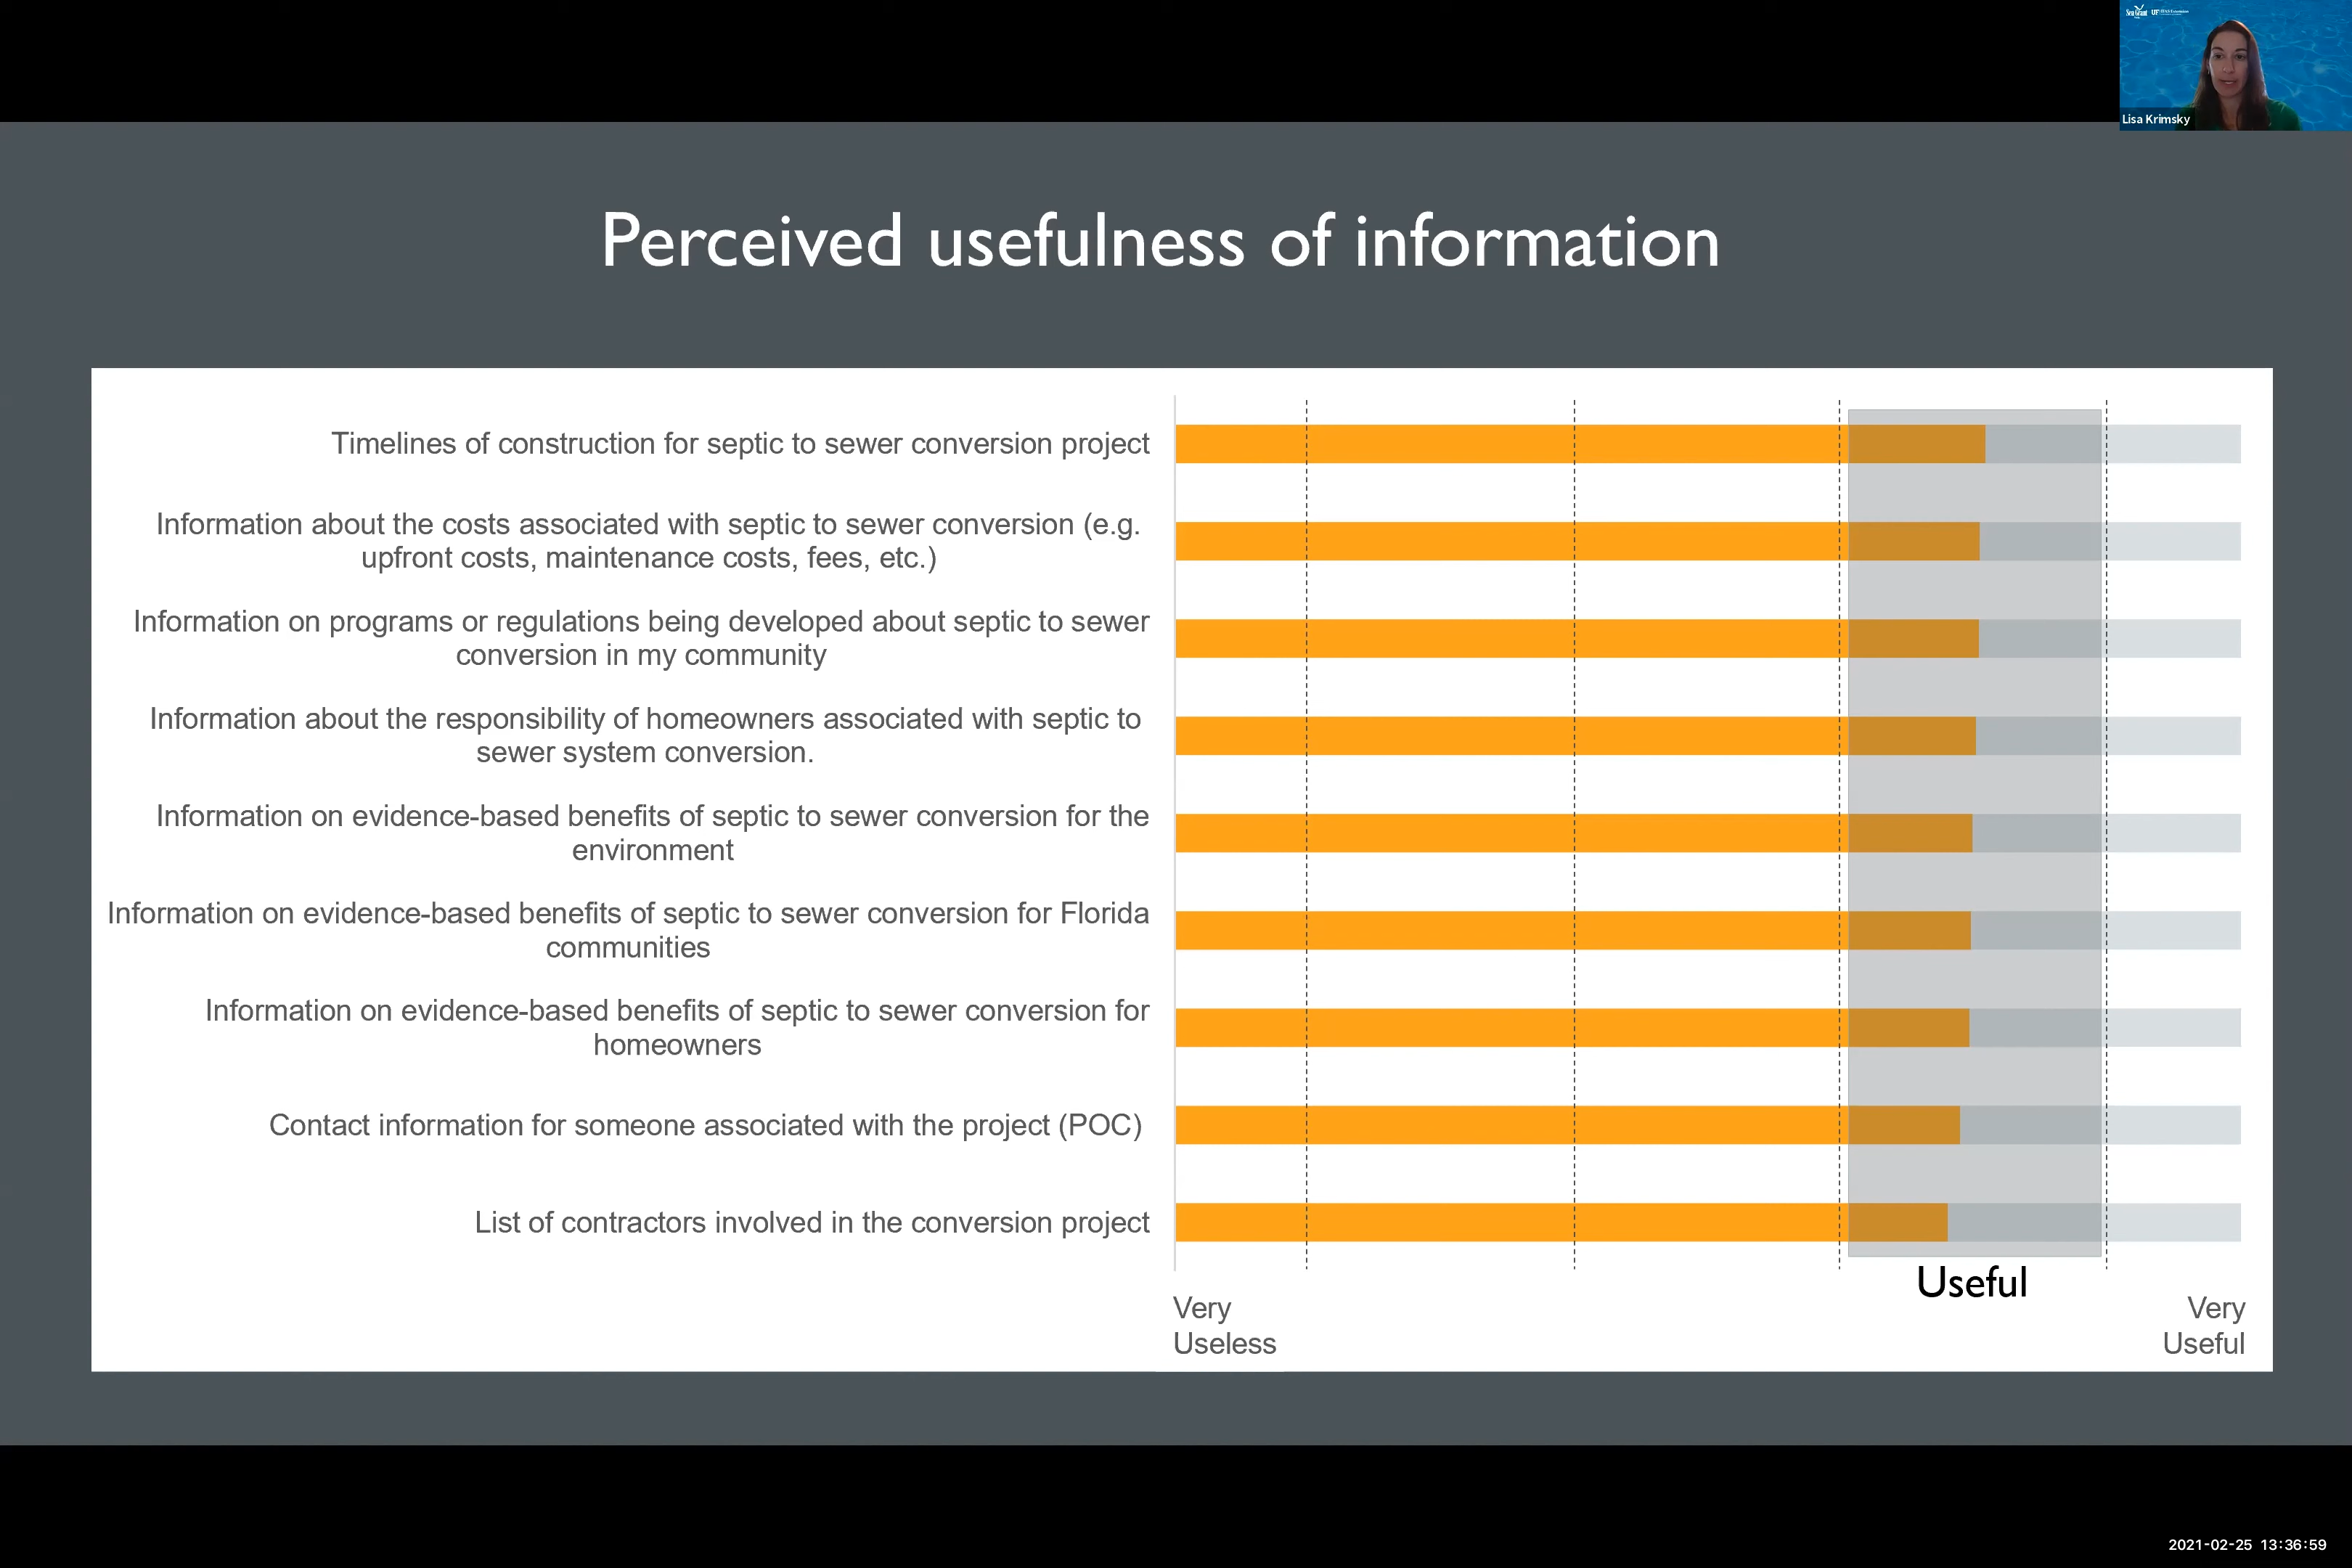 Sea Grant
UF
Lisa Krimsky
Perceived usefulness of information
Timelines of construction for septic to sewer conversion project
Information about the costs associated with septic to sewer conversion (e.g.
upfront costs, maintenance costs, fees, etc.)
Information on programs or regulations being developed about septic to sewer
conversion in my community
Information about the responsibility of homeowners associated with septic to
sewer system conversion.
Information on evidence-based benefits of septic to sewer conversion for the
environment
Information on evidence-based benefits of septic to sewer conversion for Florida
communities
Information on evidence-based benefits of septic to sewer conversion for
homeowners
Contact information for someone associated with the project (POC)
List of contractors involved in the conversion project
Useful
Very
Useless
Very
Useful
2021-02-25 13:36:59